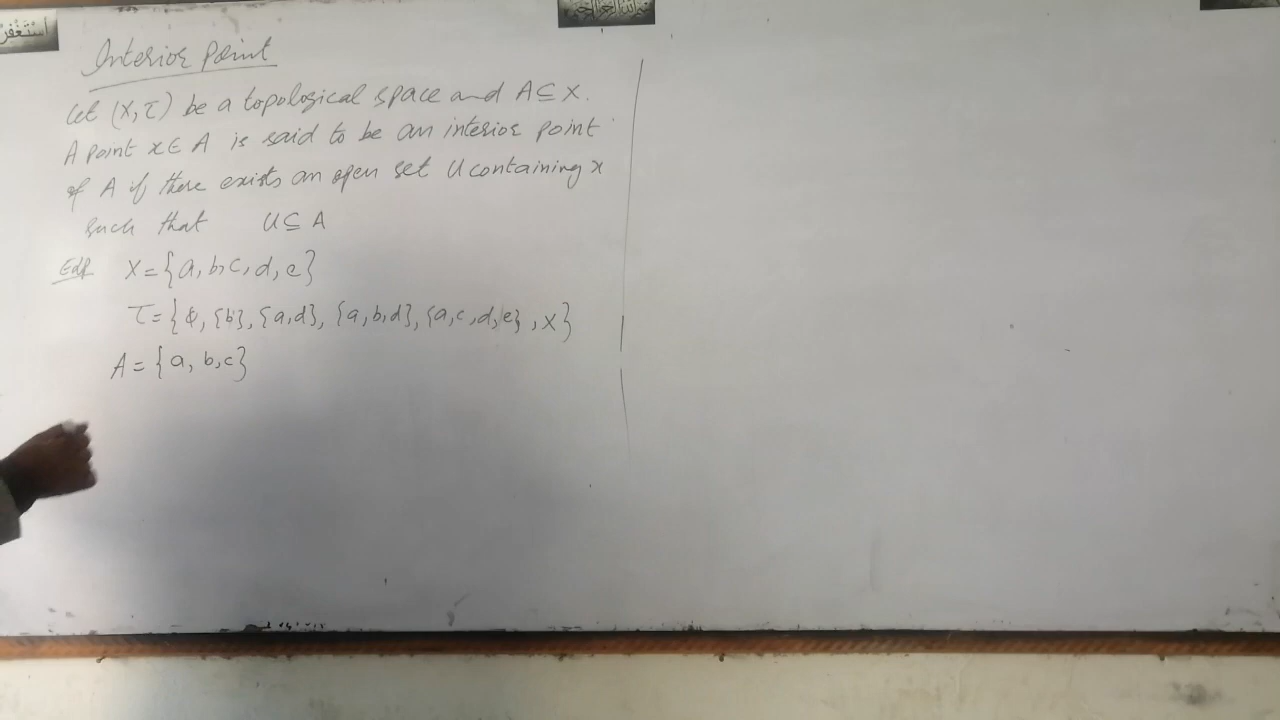 أستغفر
Interior Point
Let (X,τ) be a topological space and A⊆X.
A point x∈A is said to be an interior point
of A if there exists an open set U containing x
such that U⊆A
X={a,b,c,d,e}
τ={ϕ,{b},{a,d},{a,b,d},{a,c,d,e},X}
A={a,b,c}